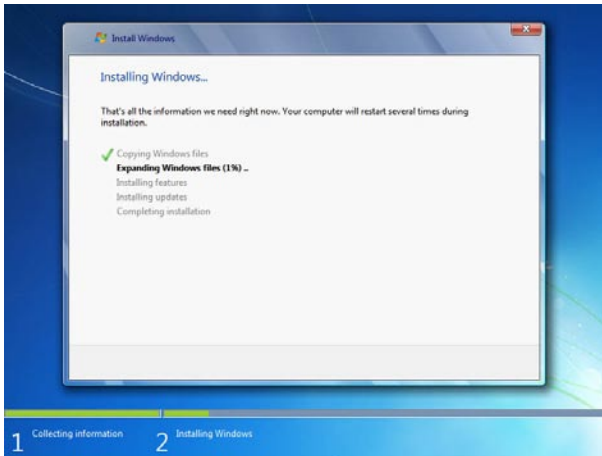 Install Windows
Installing Windows...
That's all the information we need right now. Your computer will restart several times during
installation.
Copying Windows files
Expanding Windows files (1%) ...
Installing features
Installing updates
Completing installation
1 Collecting information 2 Installing Windows